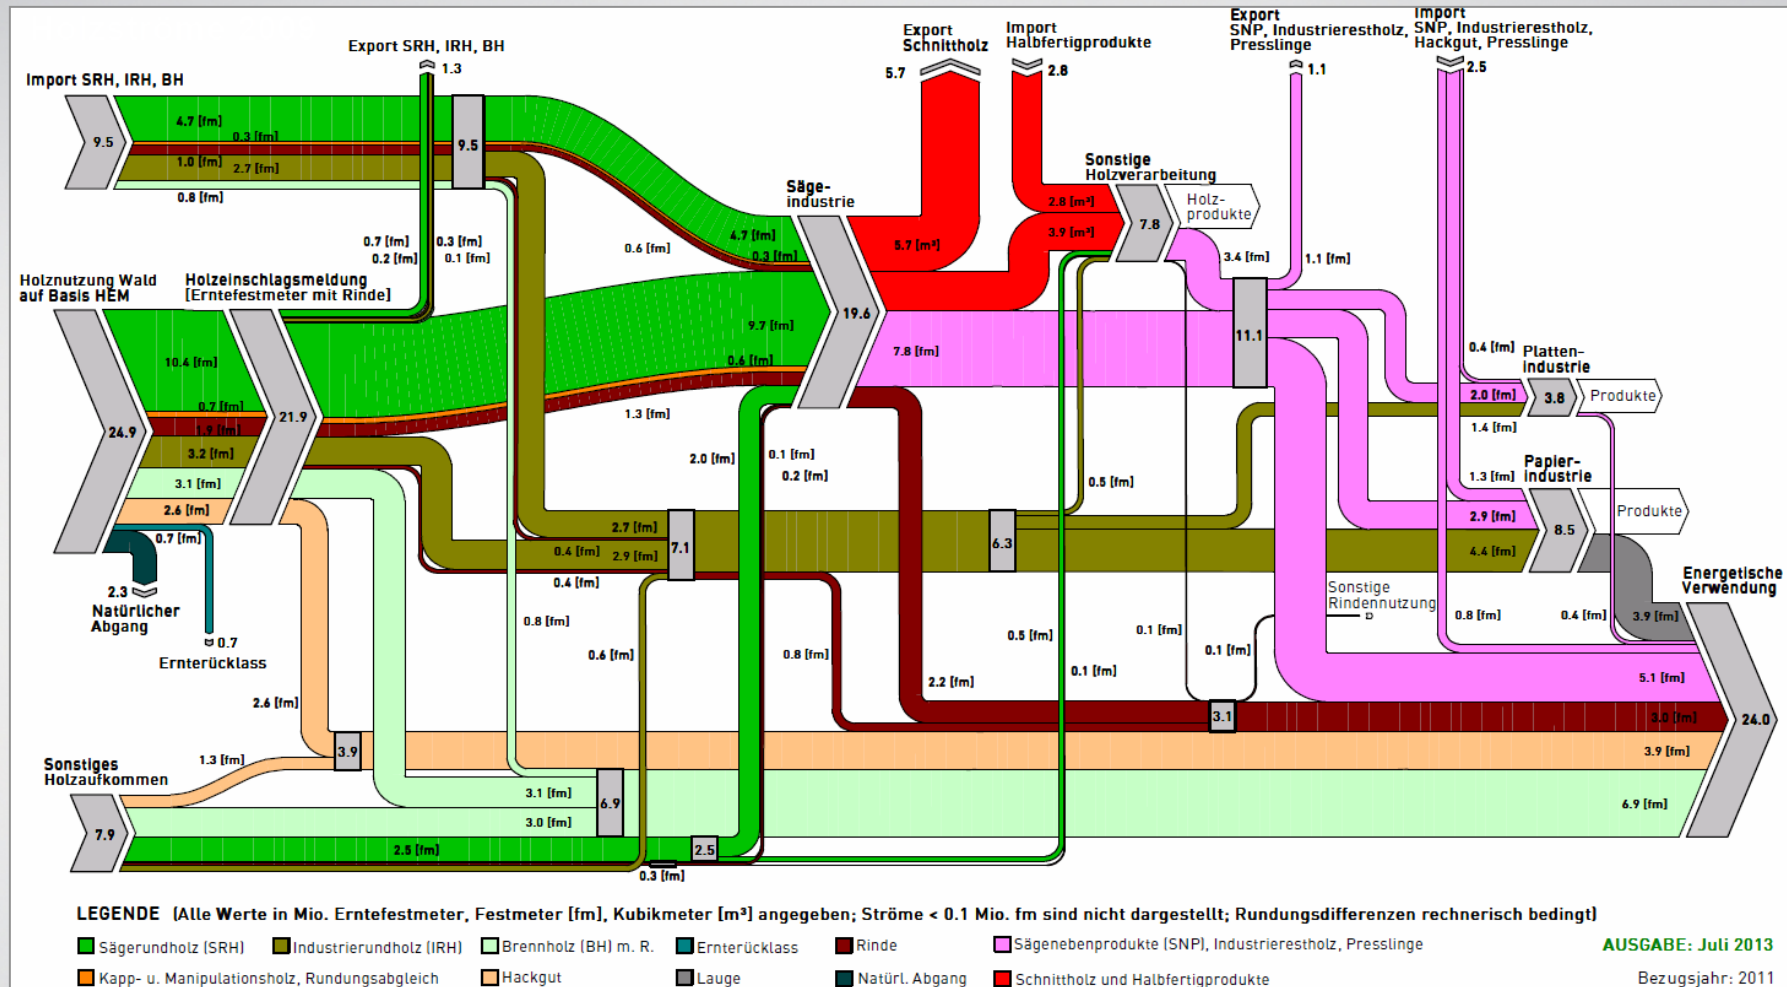 Export SRH, IRH, BH
1.3
Export
Schnittholz
5.7
Import
Halbfertigprodukte
2.8
Export
SNP, Industrierestholz,
Presslinge
1.1
Import
SNP, Industrierestholz,
Hackgut, Presslinge
2.5
Import SRH, IRH, BH
9.5
4.7 [fm]
0.3 [fm]
1.0 [fm]
2.7 [fm]
0.8 [fm]
9.5
0.7 [fm]
0.2 [fm]
0.3 [fm]
0.1 [fm]
0.6 [fm]
Säge-
industrie
4.7 [fm]
0.3 [fm]
9.7 [fm]
0.6 [fm]
1.3 [fm]
19.6
5.7 [m³]
2.8 [m³]
3.9 [m³]
Sonstige
Holzverarbeitung
7.8
Holz-
produkte
3.4 [fm]
1.1 [fm]
7.8 [fm]
11.1
Holznutzung Wald
auf Basis HEM
24.9
Holzeinschlagsmeldung
[Erntefestmeter mit Rinde]
21.9
10.4 [fm]
0.7 [fm]
1.9 [fm]
3.2 [fm]
3.1 [fm]
2.6 [fm]
0.7 [fm]
2.3
Natürlicher
Abgang
0.7
Ernterücklass
0.4 [fm]
Platten-
industrie
2.0 [fm]
3.8
Produkte
1.4 [fm]
Papier-
industrie
1.3 [fm]
2.9 [fm]
4.4 [fm]
8.5
Produkte
2.0 [fm]
0.1 [fm]
0.2 [fm]
0.5 [fm]
2.7 [fm]
0.4 [fm]
2.9 [fm]
0.4 [fm]
7.1
6.3
0.8 [fm]
0.6 [fm]
0.8 [fm]
2.2 [fm]
0.5 [fm]
0.1 [fm]
0.1 [fm]
0.1 [fm]
Sonstige
Rindennutzung
0.8 [fm]
0.4 [fm]
3.9 [fm]
Energetische
Verwendung
5.1 [fm]
3.0 [fm]
3.9 [fm]
6.9 [fm]
24.0
3.1
2.6 [fm]
1.3 [fm]
3.9
Sonstiges
Holzaufkommen
7.9
3.1 [fm]
3.0 [fm]
6.9
2.5 [fm]
2.5
0.3 [fm]
LEGENDE (Alle Werte in Mio. Erntefestmeter, Festmeter [fm], Kubikmeter [m³] angegeben; Ströme < 0.1 Mio. fm sind nicht dargestellt; Rundungsdifferenzen rechnerisch bedingt)
Sägerundholz (SRH) Industrierundholz (IRH) Brennholz (BH) m. R. Ernterücklass Rinde Sägenebenprodukte (SNP), Industrierestholz, Presslinge
AUSGABE: Juli 2013
Kapp- u. Manipulationsholz, Rundungsabgleich Hackgut Lauge Natürl. Abgang Schnittholz und Halbfertigprodukte
Bezugsjahr: 2011